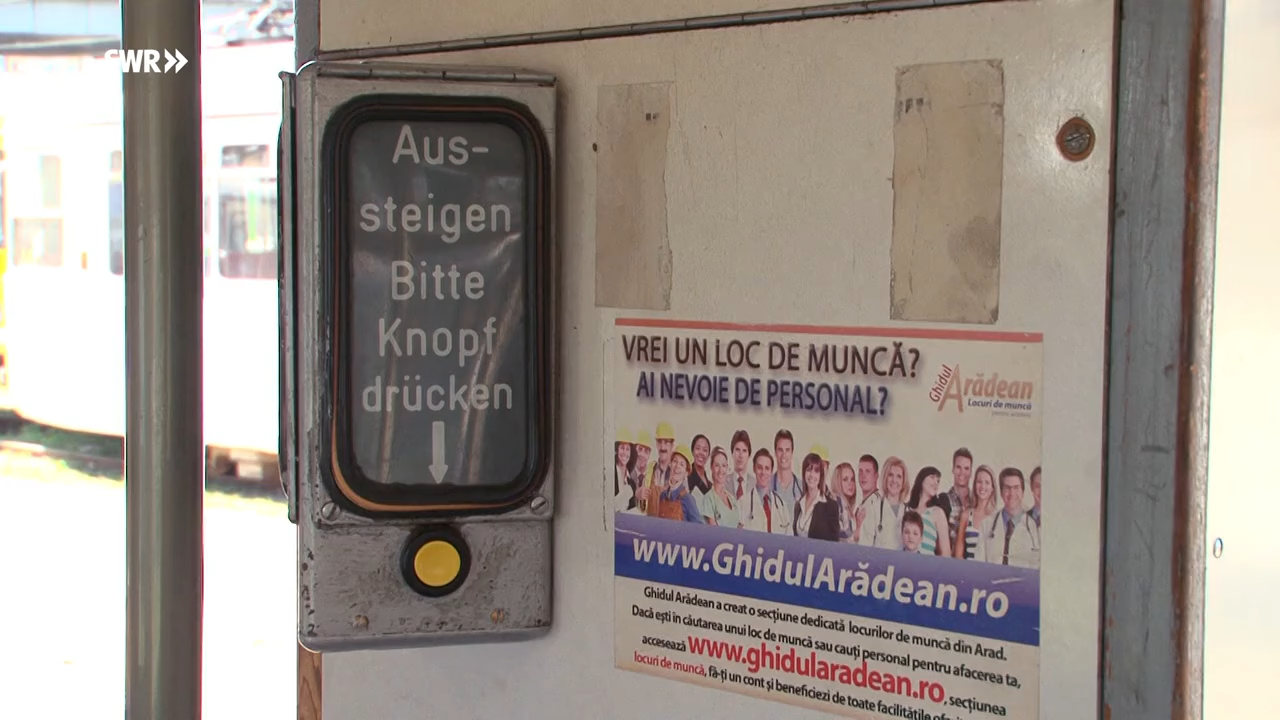 SWR
Aus-
steigen
Bitte
Knopf
drücken
VREI UN LOC DE MUNCĂ?
AI NEVOIE DE PERSONAL?
Ghidul
Arădean
Locuri de muncă
www.GhidulArădean.ro
Ghidul Arădean a creat o secțiune dedicată locurilor de muncă din Arad.
Dacă ești în căutarea unui loc de muncă sau cauți personal pentru afacerea ta,
accesează www.ghidularadean.ro, secțiunea
locuri de muncă, fă-ți un cont și beneficiezi de toate facilitățile